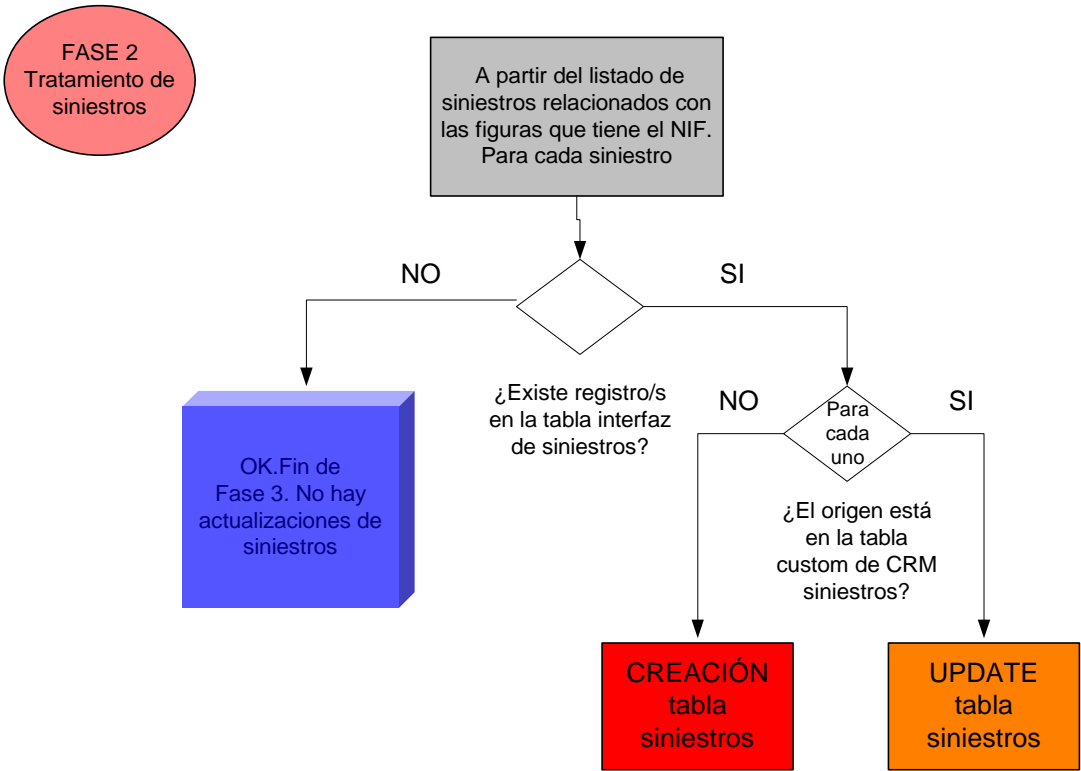 FASE 2
Tratamiento de
siniestros
A partir del listado de
siniestros relacionados con
las figuras que tiene el NIF.
Para cada siniestro
NO
SI
¿Existe registro/s
en la tabla interfaz
de siniestros?
OK.Fin de
Fase 3. No hay
actualizaciones de
siniestros
NO
SI
Para
cada
uno
¿El origen está
en la tabla
custom de CRM
siniestros?
CREACIÓN
tabla
siniestros
UPDATE
tabla
siniestros